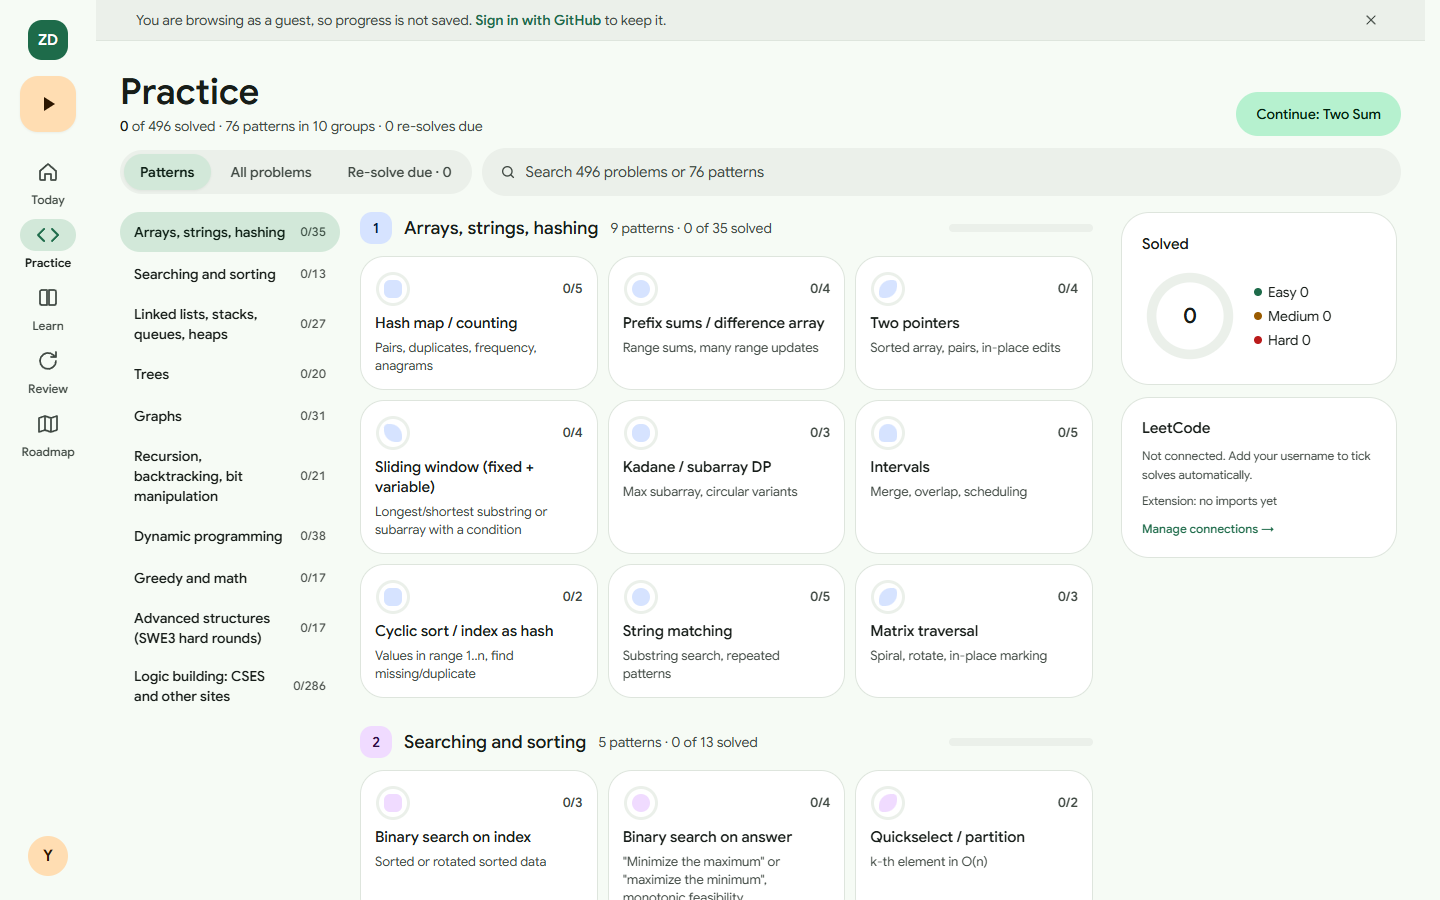 You are browsing as a guest, so progress is not saved. Sign in with GitHub to keep it.
ZD
Today
Practice
Learn
Review
Roadmap
Y
Practice
0 of 496 solved · 76 patterns in 10 groups · 0 re-solves due
Continue: Two Sum
Patterns
All problems
Re-solve due · 0
Search 496 problems or 76 patterns
Arrays, strings, hashing 0/35
Searching and sorting 0/13
Linked lists, stacks,
queues, heaps 0/27
Trees 0/20
Graphs 0/31
Recursion,
backtracking, bit 0/21
manipulation
Dynamic programming 0/38
Greedy and math 0/17
Advanced structures
(SWE3 hard rounds) 0/17
Logic building: CSES
and other sites 0/286
1 Arrays, strings, hashing 9 patterns · 0 of 35 solved
0/5
Hash map / counting
Pairs, duplicates, frequency,
anagrams
0/4
Prefix sums / difference array
Range sums, many range updates
0/4
Two pointers
Sorted array, pairs, in-place edits
0/4
Sliding window (fixed +
variable)
Longest/shortest substring or
subarray with a condition
0/3
Kadane / subarray DP
Max subarray, circular variants
0/5
Intervals
Merge, overlap, scheduling
0/2
Cyclic sort / index as hash
Values in range 1..n, find
missing/duplicate
0/5
String matching
Substring search, repeated
patterns
0/3
Matrix traversal
Spiral, rotate, in-place marking
2 Searching and sorting 5 patterns · 0 of 13 solved
0/3
Binary search on index
Sorted or rotated sorted data
0/4
Binary search on answer
"Minimize the maximum" or
"maximize the minimum",
monotonic feasibility
0/2
Quickselect / partition
k-th element in O(n)
Solved
0
Easy 0
Medium 0
Hard 0
LeetCode
Not connected. Add your username to tick
solves automatically.
Extension: no imports yet
Manage connections →